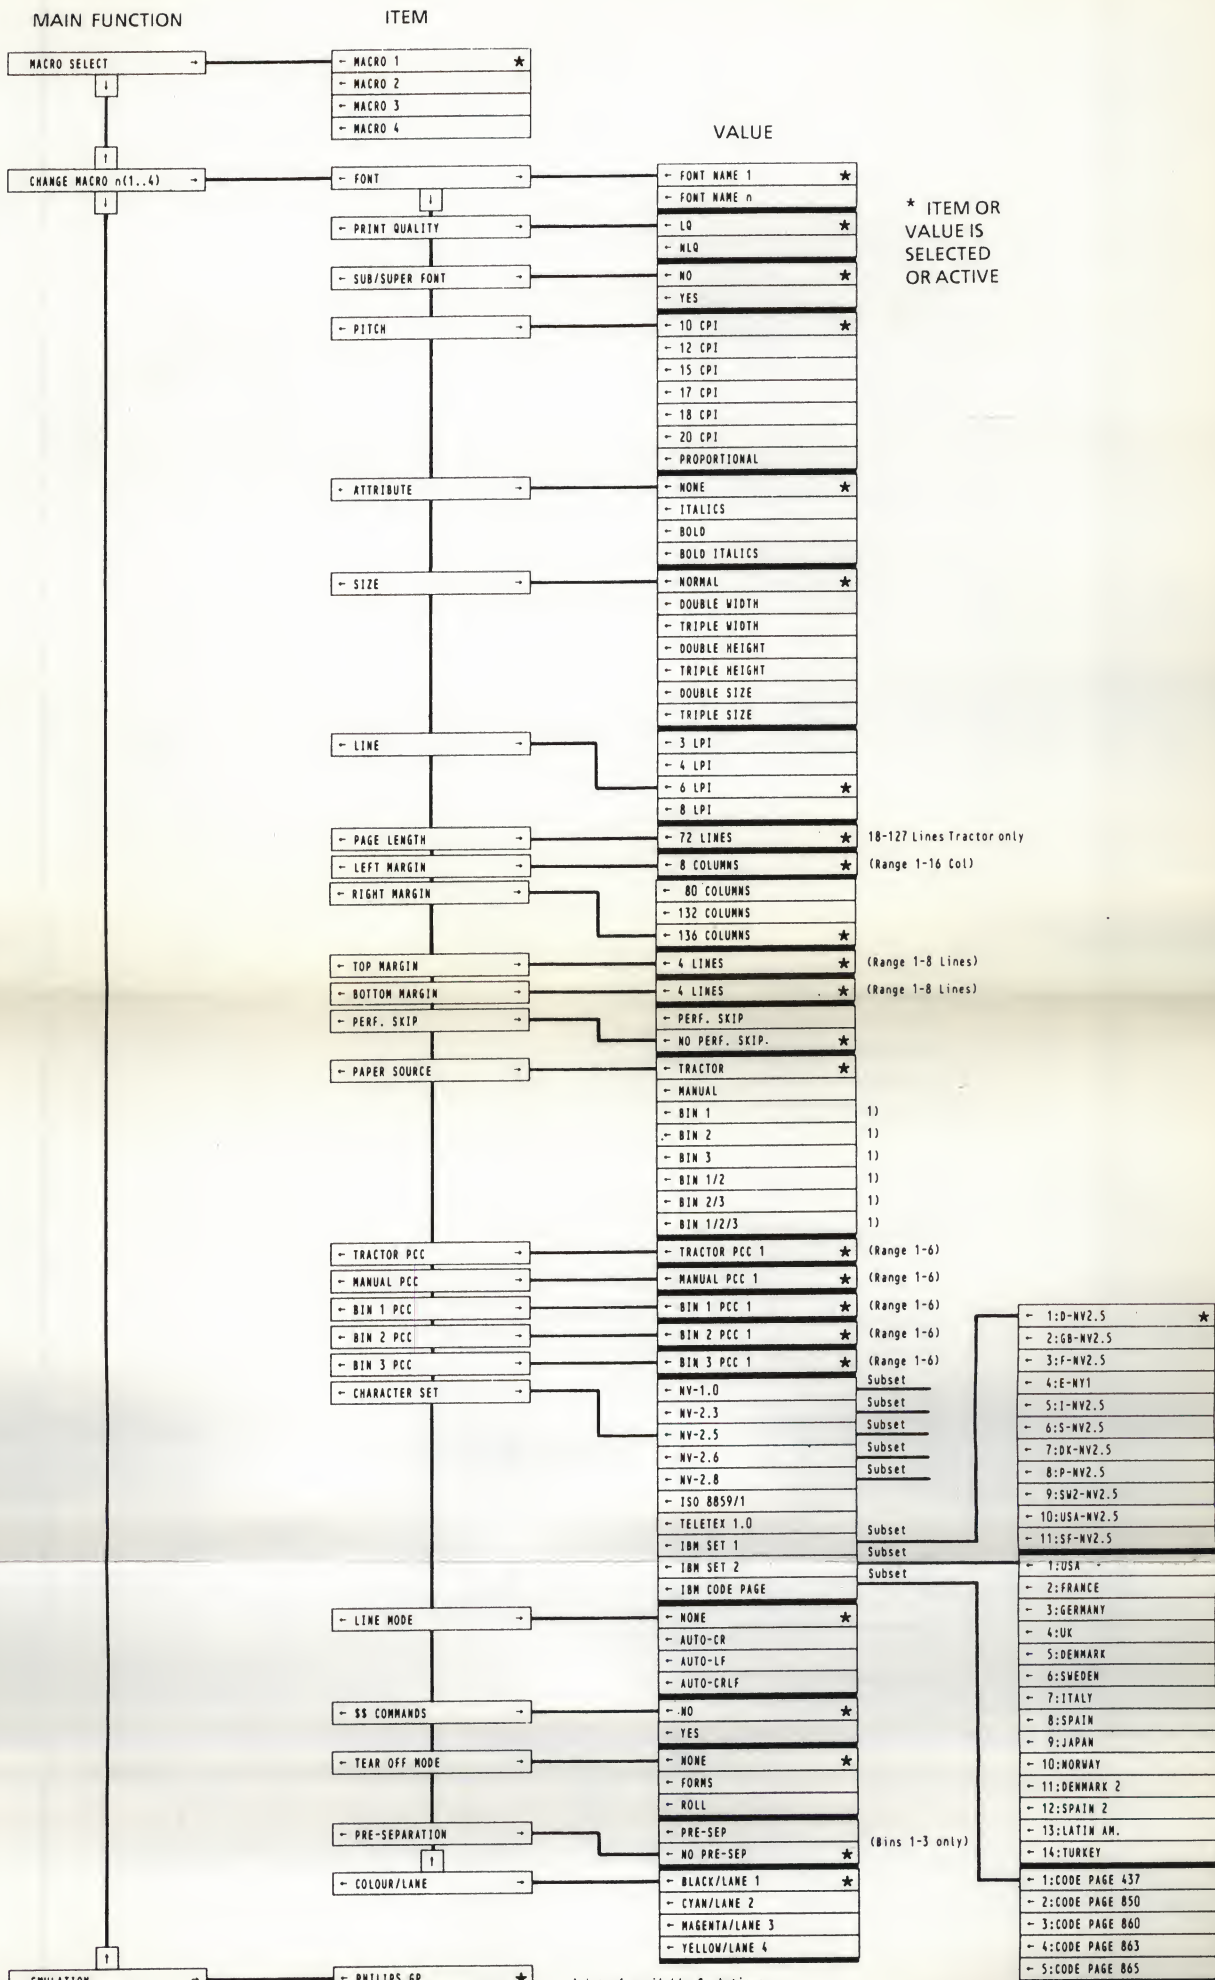 MAIN FUNCTION
ITEM
MACRO SELECT →
← MACRO 1 ★
← MACRO 2
← MACRO 3
← MACRO 4
↓
↑
VALUE
CHANGE MACRO n(1..4) →
↓
← FONT →
↓
← FONT NAME 1 ★
← FONT NAME n
* ITEM OR
VALUE IS
SELECTED
OR ACTIVE
← PRINT QUALITY →
← LQ ★
← NLQ
← SUB/SUPER FONT →
← NO ★
← YES
← PITCH →
← 10 CPI ★
← 12 CPI
← 15 CPI
← 17 CPI
← 18 CPI
← 20 CPI
← PROPORTIONAL
← ATTRIBUTE →
← NONE ★
← ITALICS
← BOLD
← BOLD ITALICS
← SIZE →
← NORMAL ★
← DOUBLE WIDTH
← TRIPLE WIDTH
← DOUBLE HEIGHT
← TRIPLE HEIGHT
← DOUBLE SIZE
← TRIPLE SIZE
← LINE →
← 3 LPI
← 4 LPI
← 6 LPI ★
← 8 LPI
← PAGE LENGTH →
← 72 LINES ★ 18-127 Lines Tractor only
← LEFT MARGIN →
← 8 COLUMNS ★ (Range 1-16 Col)
← RIGHT MARGIN →
← 80 COLUMNS
← 132 COLUMNS
← 136 COLUMNS ★
← TOP MARGIN →
← 4 LINES ★ (Range 1-8 Lines)
← BOTTOM MARGIN →
← 4 LINES ★ (Range 1-8 Lines)
← PERF. SKIP →
← PERF. SKIP
← NO PERF. SKIP. ★
← PAPER SOURCE →
← TRACTOR ★
← MANUAL
← BIN 1 1)
← BIN 2 1)
← BIN 3 1)
← BIN 1/2 1)
← BIN 2/3 1)
← BIN 1/2/3 1)
← TRACTOR PCC →
← TRACTOR PCC 1 ★ (Range 1-6)
← MANUAL PCC →
← MANUAL PCC 1 ★ (Range 1-6)
← BIN 1 PCC →
← BIN 1 PCC 1 ★ (Range 1-6)
← BIN 2 PCC →
← BIN 2 PCC 1 ★ (Range 1-6)
← BIN 3 PCC →
← BIN 3 PCC 1 ★ (Range 1-6)
← CHARACTER SET →
← NV-1.0 Subset
← NV-2.3 Subset
← NV-2.5 Subset
← NV-2.6 Subset
← NV-2.8 Subset
← ISO 8859/1
← TELETEX 1.0
← IBM SET 1 Subset
← IBM SET 2 Subset
← IBM CODE PAGE Subset
← 1:D-NV2.5 ★
← 2:GB-NV2.5
← 3:F-NV2.5
← 4:E-NY1
← 5:I-NV2.5
← 6:S-NV2.5
← 7:DK-NV2.5
← 8:P-NV2.5
← 9:SW2-NV2.5
← 10:USA-NV2.5
← 11:SF-NV2.5
← 1:USA
← 2:FRANCE
← 3:GERMANY
← 4:UK
← 5:DENMARK
← 6:SWEDEN
← 7:ITALY
← 8:SPAIN
← 9:JAPAN
← 10:NORWAY
← 11:DENMARK 2
← 12:SPAIN 2
← 13:LATIN AM.
← 14:TURKEY
← 1:CODE PAGE 437
← 2:CODE PAGE 850
← 3:CODE PAGE 860
← 4:CODE PAGE 863
← 5:CODE PAGE 865
← LINE MODE →
← NONE ★
← AUTO-CR
← AUTO-LF
← AUTO-CRLF
← $$ COMMANDS →
← NO ★
← YES
← TEAR OFF MODE →
← NONE ★
← FORMS
← ROLL
← PRE-SEPARATION →
↑
← PRE-SEP
← NO PRE-SEP ★
(Bins 1-3 only)
← COLOUR/LANE →
← BLACK/LANE 1 ★
← CYAN/LANE 2
← MAGENTA/LANE 3
← YELLOW/LANE 4
↑
EMULATION →
← PHILIPS GP ★